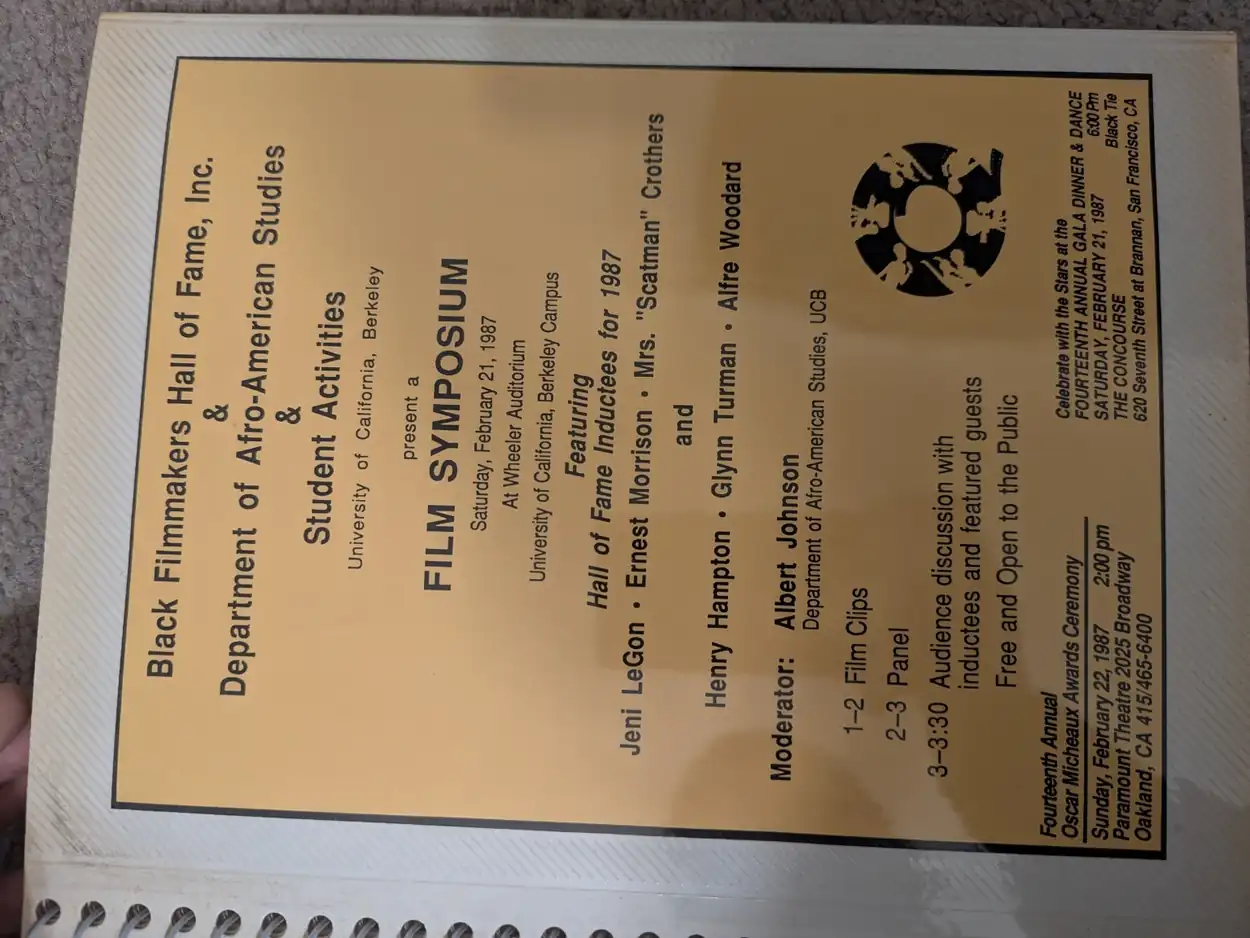 Black Filmmakers Hall of Fame, Inc.
&
Department of Afro-American Studies
&
Student Activities
University of California, Berkeley
present a
FILM SYMPOSIUM
Saturday, February 21, 1987
At Wheeler Auditorium
University of California, Berkeley Campus
Featuring
Hall of Fame Inductees for 1987
Jeni LeGon • Ernest Morrison • Mrs. "Scatman" Crothers
and
Henry Hampton • Glynn Turman • Alfre Woodard
Moderator: Albert Johnson
Department of Afro-American Studies, UCB
1–2 Film Clips
2–3 Panel
3–3:30 Audience discussion with
inductees and featured guests
Free and Open to the Public
Fourteenth Annual
Oscar Micheaux Awards Ceremony
Sunday, February 22, 1987 2:00 pm
Paramount Theatre 2025 Broadway
Oakland, CA 415/465-6400
Celebrate with the Stars at the
FOURTEENTH ANNUAL GALA DINNER & DANCE
SATURDAY, FEBRUARY 21, 1987 6:00 Pm
THE CONCOURSE Black Tie
620 Seventh Street at Brannan, San Francisco, CA